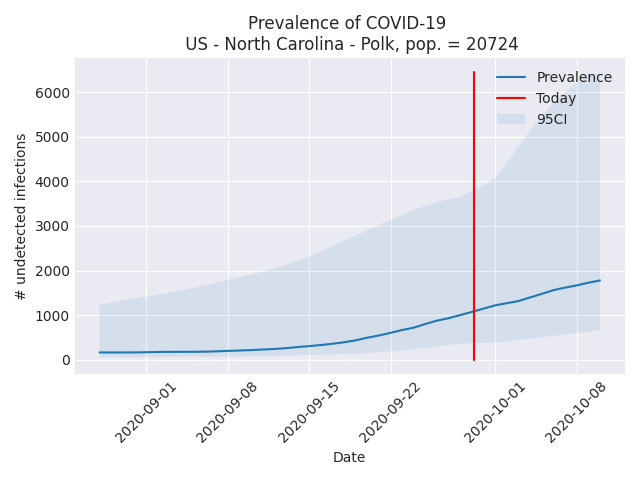 Prevalence of COVID-19
US - North Carolina - Polk, pop. = 20724
Prevalence
Today
95CI
# undetected infections
6000
5000
4000
3000
2000
1000
0
2020-09-01
2020-09-08
2020-09-15
2020-09-22
2020-10-01
2020-10-08
Date